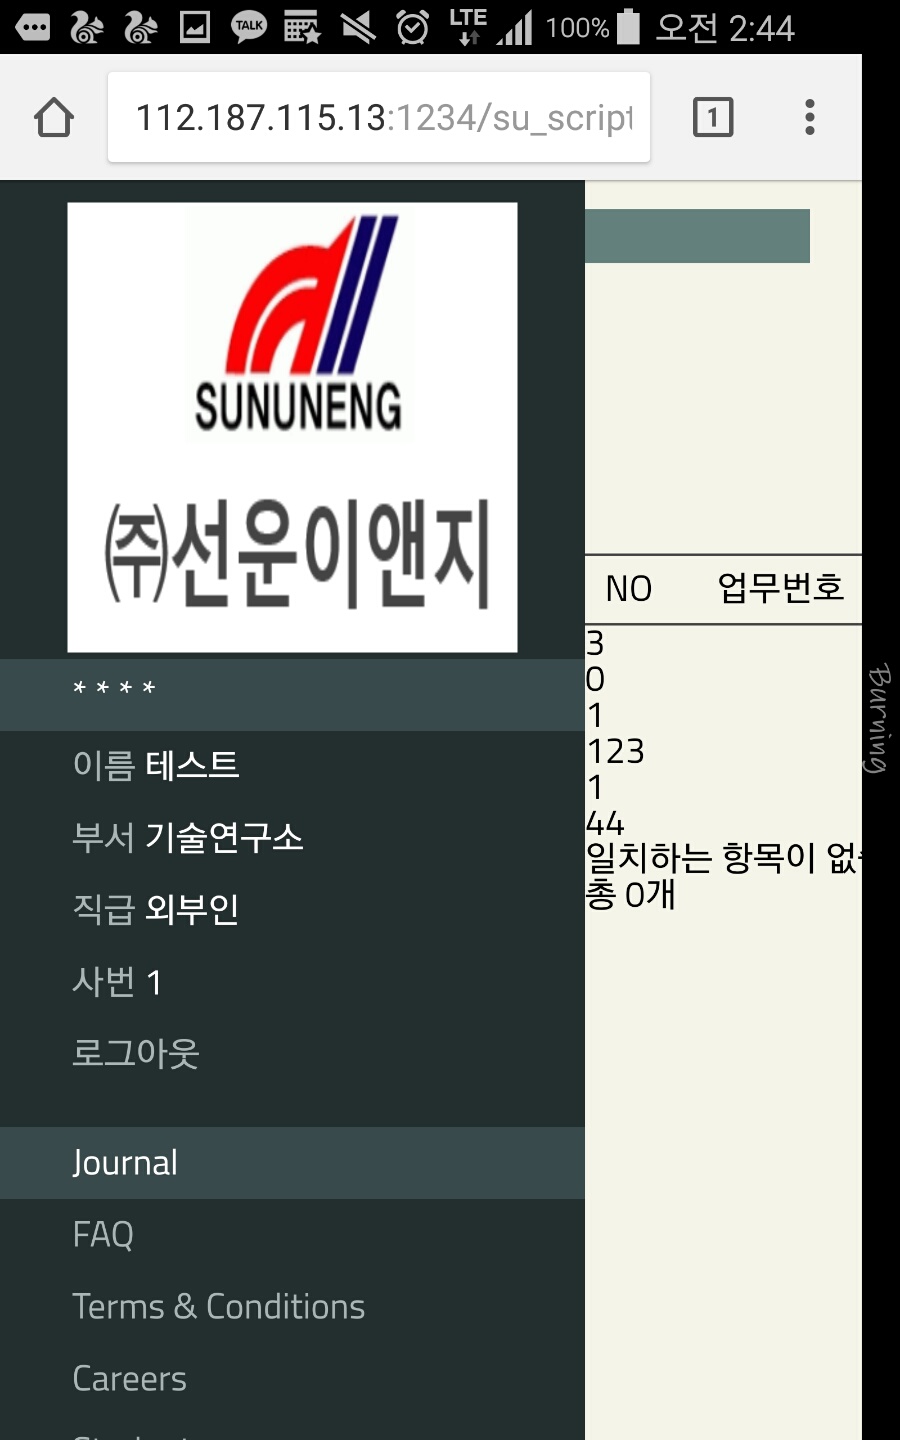 TALK LTE 100% 오전 2:44
112.187.115.13:1234/su_script
1
SUNUNENG
㈜선운이앤지
* * * *
이름 테스트
부서 기술연구소
직급 외부인
사번 1
로그아웃
Journal
FAQ
Terms & Conditions
Careers
NO 업무번호
3
0
1
123
1
44
일치하는 항목이 없
총 0개
Burning